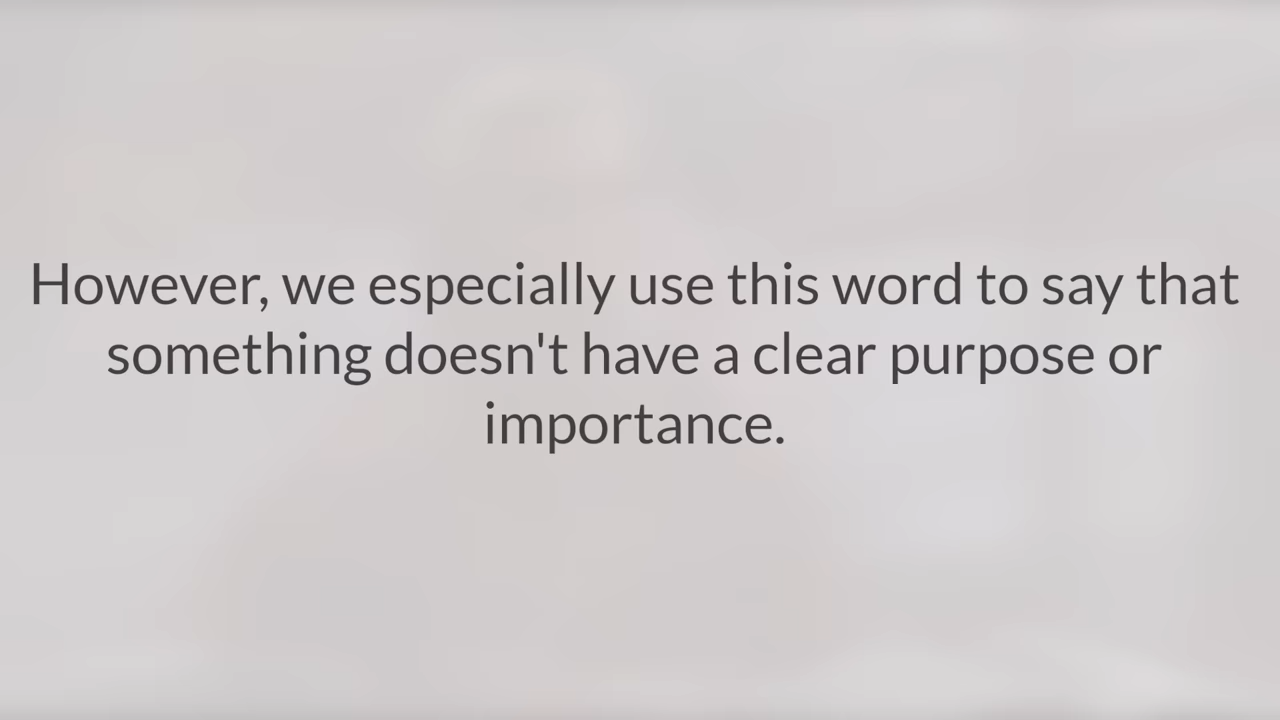 However, we especially use this word to say that
something doesn't have a clear purpose or
importance.